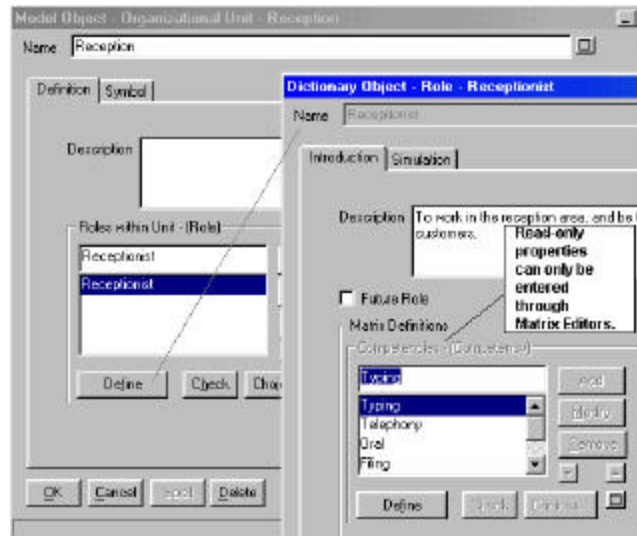 Model Object - Organizational Unit - Reception
Name Reception
Definition Symbol
Description
Roles within Unit - (Role)
Receptionist
Receptionist
Define Check
OK Cancel Spell Delete
Dictionary Object - Role - Receptionist
Name Receptionist
Introduction Simulation
Description To work in the reception area, and be
customers.
Read-only
properties
can only be
entered
through
Matrix Editors.
Future Role
Matrix Definitions
Competencies - (Competency)
Typing
Add
Typing
Telephony
Oral
Filing
Modify
Remove
Define Check